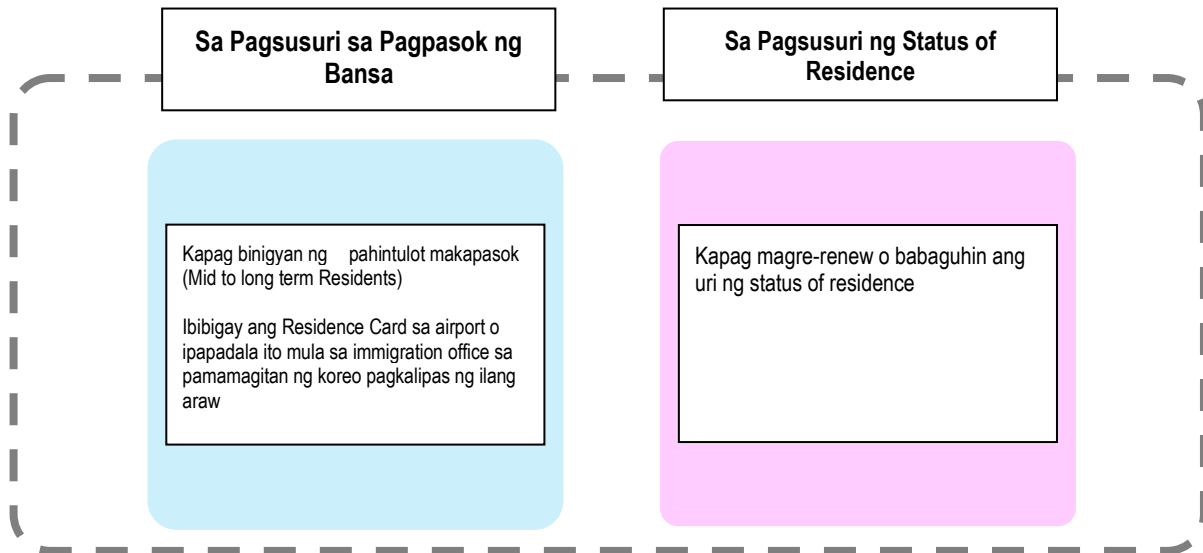 Sa Pagsusuri sa Pagpasok ng
Bansa
Sa Pagsusuri ng Status of
Residence
Kapag binigyan ng pahintulot makapasok
(Mid to long term Residents)
Ibibigay ang Residence Card sa airport o
ipapadala ito mula sa immigration office sa
pamamagitan ng koreo pagkalipas ng ilang
araw
Kapag magre-renew o babaguhin ang
uri ng status of residence